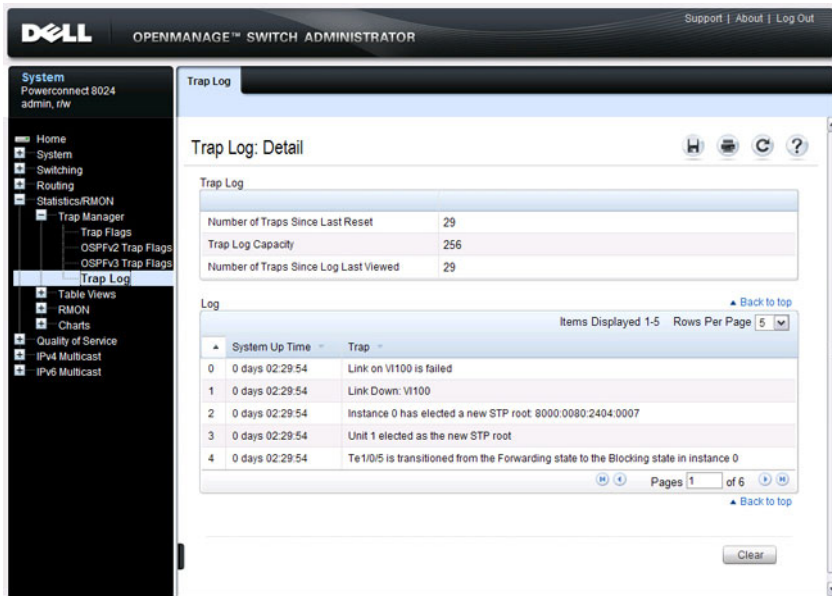 DELL
OPENMANAGE™ SWITCH ADMINISTRATOR
Support | About | Log Out
System
Powerconnect 8024
admin, r/w
Home
System
Switching
Routing
Statistics/RMON
Trap Manager
Trap Flags
OSPFv2 Trap Flags
OSPFv3 Trap Flags
Trap Log
Table Views
RMON
Charts
Quality of Service
IPv4 Multicast
IPv6 Multicast
Trap Log
Trap Log: Detail
Trap Log
Number of Traps Since Last Reset 29
Trap Log Capacity 256
Number of Traps Since Log Last Viewed 29
Back to top
Log
Items Displayed 1-5 Rows Per Page 5
System Up Time Trap
0 0 days 02:29:54 Link on Vl100 is failed
1 0 days 02:29:54 Link Down: Vl100
2 0 days 02:29:54 Instance 0 has elected a new STP root: 8000:0080:2404:0007
3 0 days 02:29:54 Unit 1 elected as the new STP root
4 0 days 02:29:54 Te1/0/5 is transitioned from the Forwarding state to the Blocking state in instance 0
Pages 1 of 6
Back to top
Clear